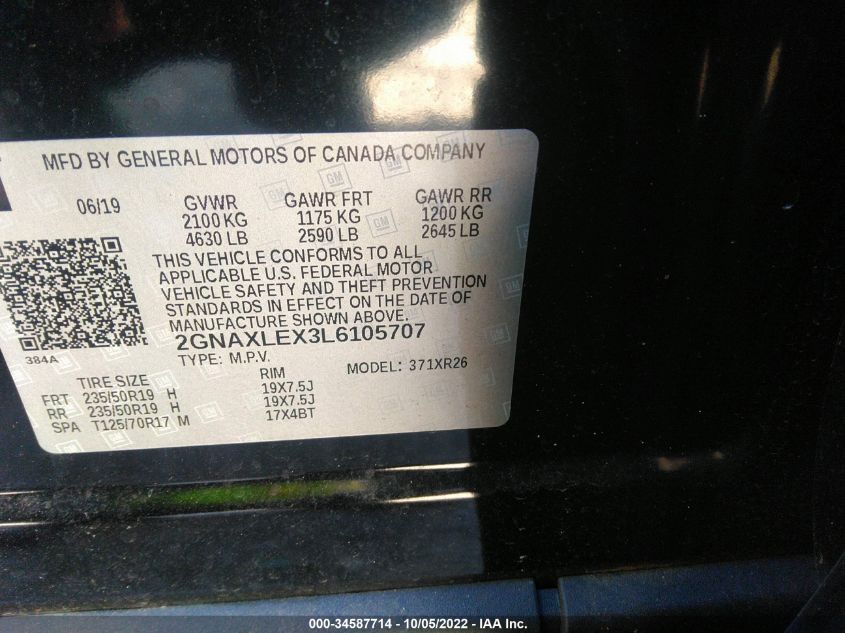 MFD BY GENERAL MOTORS OF CANADA COMPANY
06/19 GVWR GAWR FRT GAWR RR
2100 KG 1175 KG 1200 KG
4630 LB 2590 LB 2645 LB
THIS VEHICLE CONFORMS TO ALL
APPLICABLE U.S. FEDERAL MOTOR
VEHICLE SAFETY AND THEFT PREVENTION
STANDARDS IN EFFECT ON THE DATE OF
MANUFACTURE SHOWN ABOVE.
2GNAXLEX3L6105707
384A
TYPE: M.P.V. MODEL: 371XR26
TIRE SIZE RIM
FRT 235/50R19 H 19X7.5J
RR 235/50R19 H 19X7.5J
SPA T125/70R17 M 17X4BT
000-34587714 - 10/05/2022 - IAA Inc.